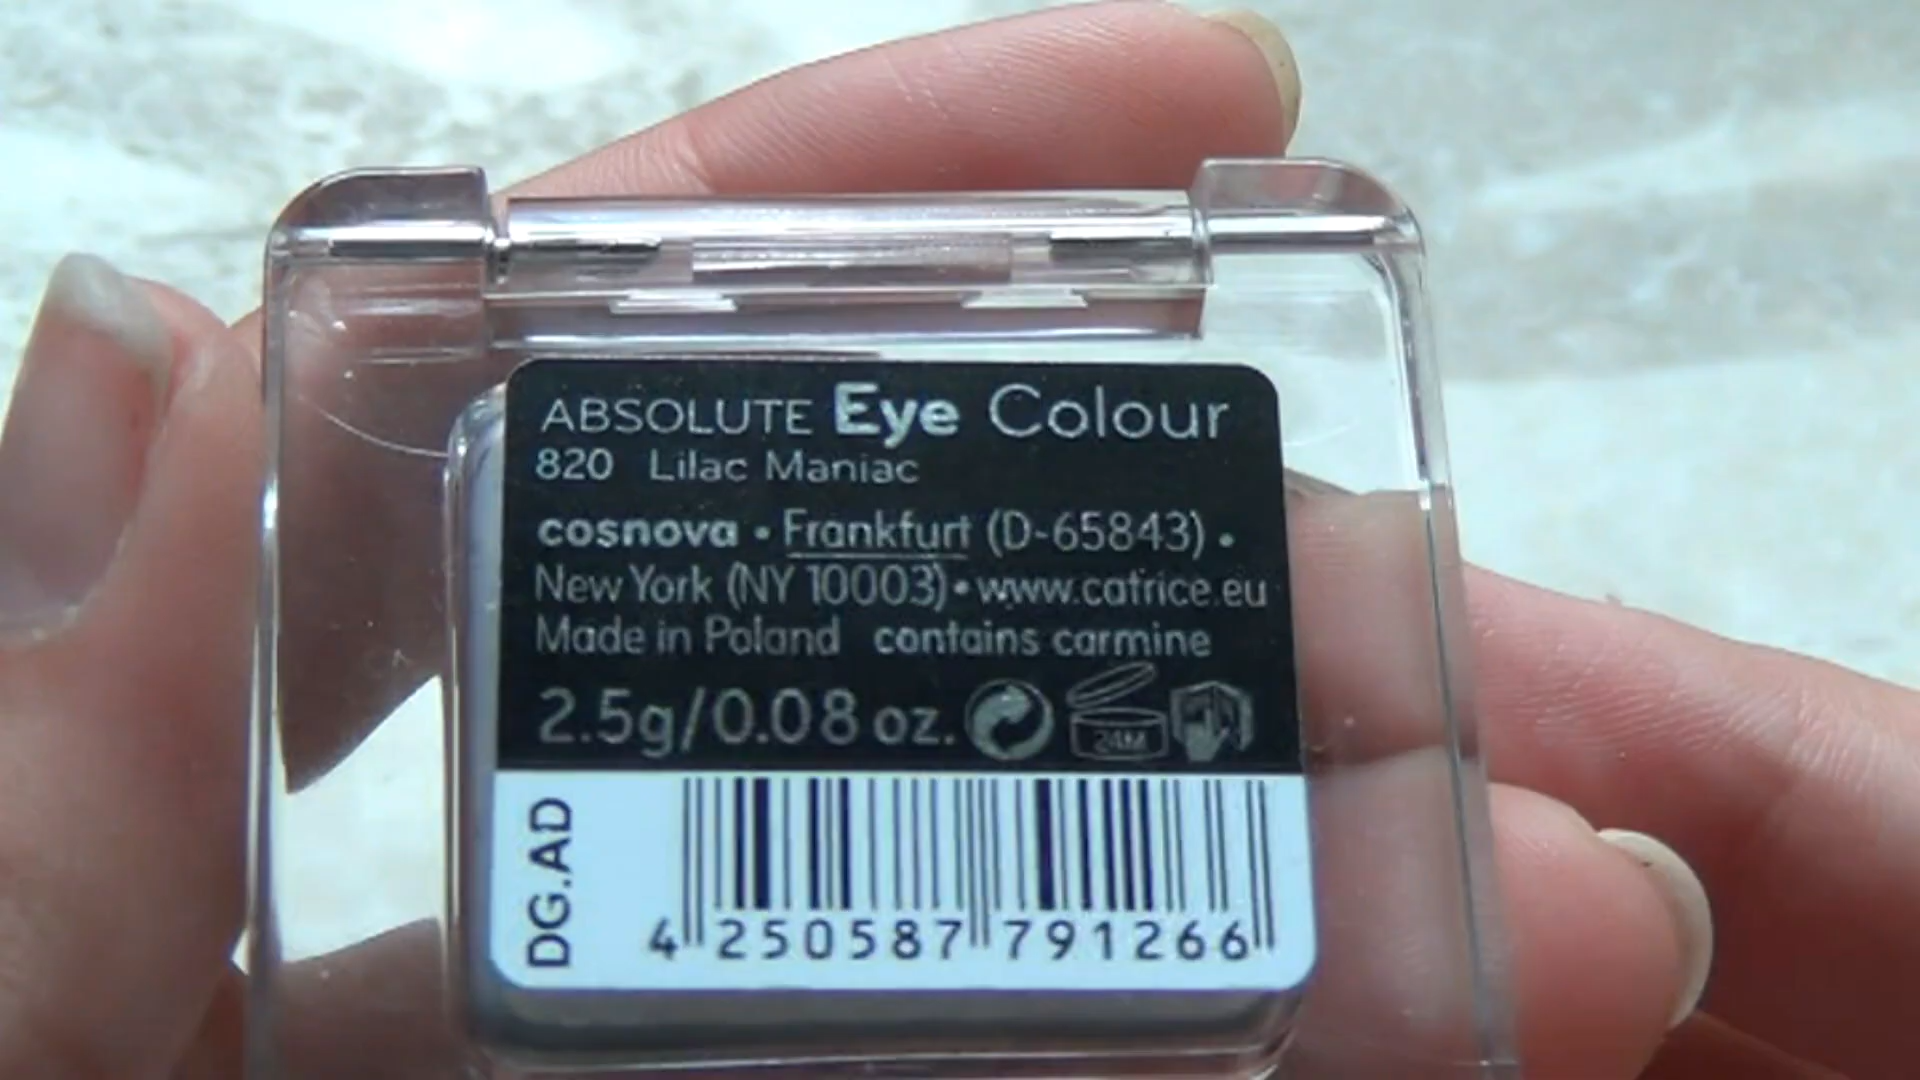 ABSOLUTE Eye Colour
820 Lilac Maniac
cosnova • Frankfurt (D-65843) •
New York (NY 10003) • www.catrice.eu
Made in Poland contains carmine
2.5g/0.08 oz. 24M
DG.AD
4 250587 791266